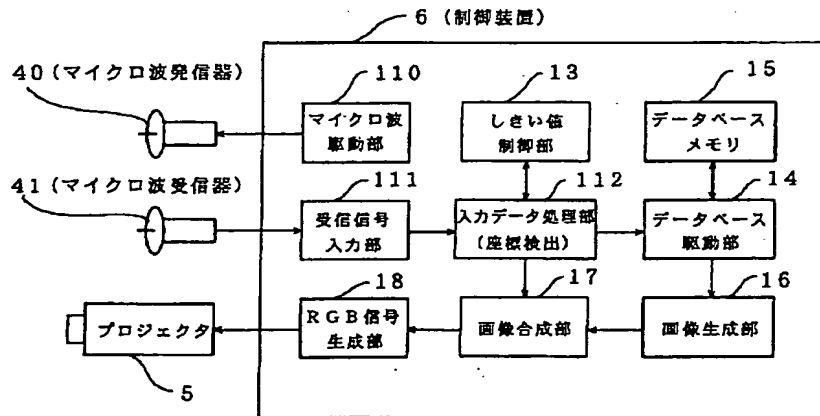 6(制御装置)
40(マイクロ波発信器)
110
マイクロ波
駆動部
13
しきい値
制御部
15
データベース
メモリ
41(マイクロ波受信器)
111
受信信号
入力部
112
入力データ処理部
(座標検出)
14
データベース
駆動部
5
プロジェクタ
18
RGB信号
生成部
17
画像合成部
16
画像生成部